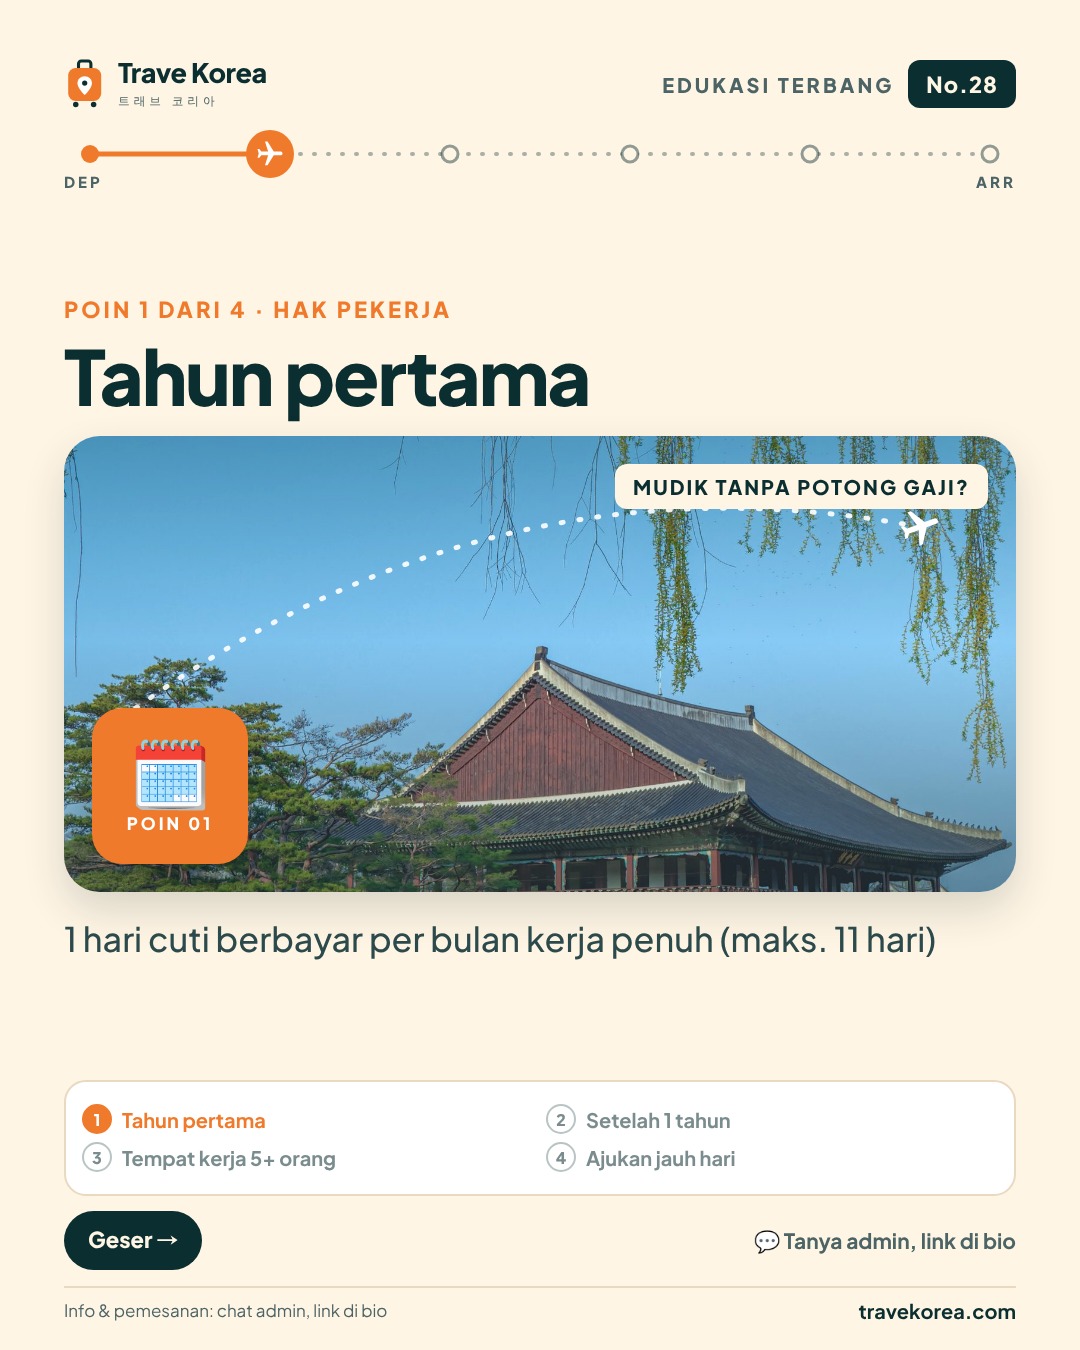 Trave Korea
트래브 코리아
EDUKASI TERBANG
No.28
DEP
ARR
POIN 1 DARI 4 · HAK PEKERJA
Tahun pertama
MUDIK TANPA POTONG GAJI?
POIN 01
1 hari cuti berbayar per bulan kerja penuh (maks. 11 hari)
1 Tahun pertama
2 Setelah 1 tahun
3 Tempat kerja 5+ orang
4 Ajukan jauh hari
Geser →
💬 Tanya admin, link di bio
Info & pemesanan: chat admin, link di bio
travekorea.com